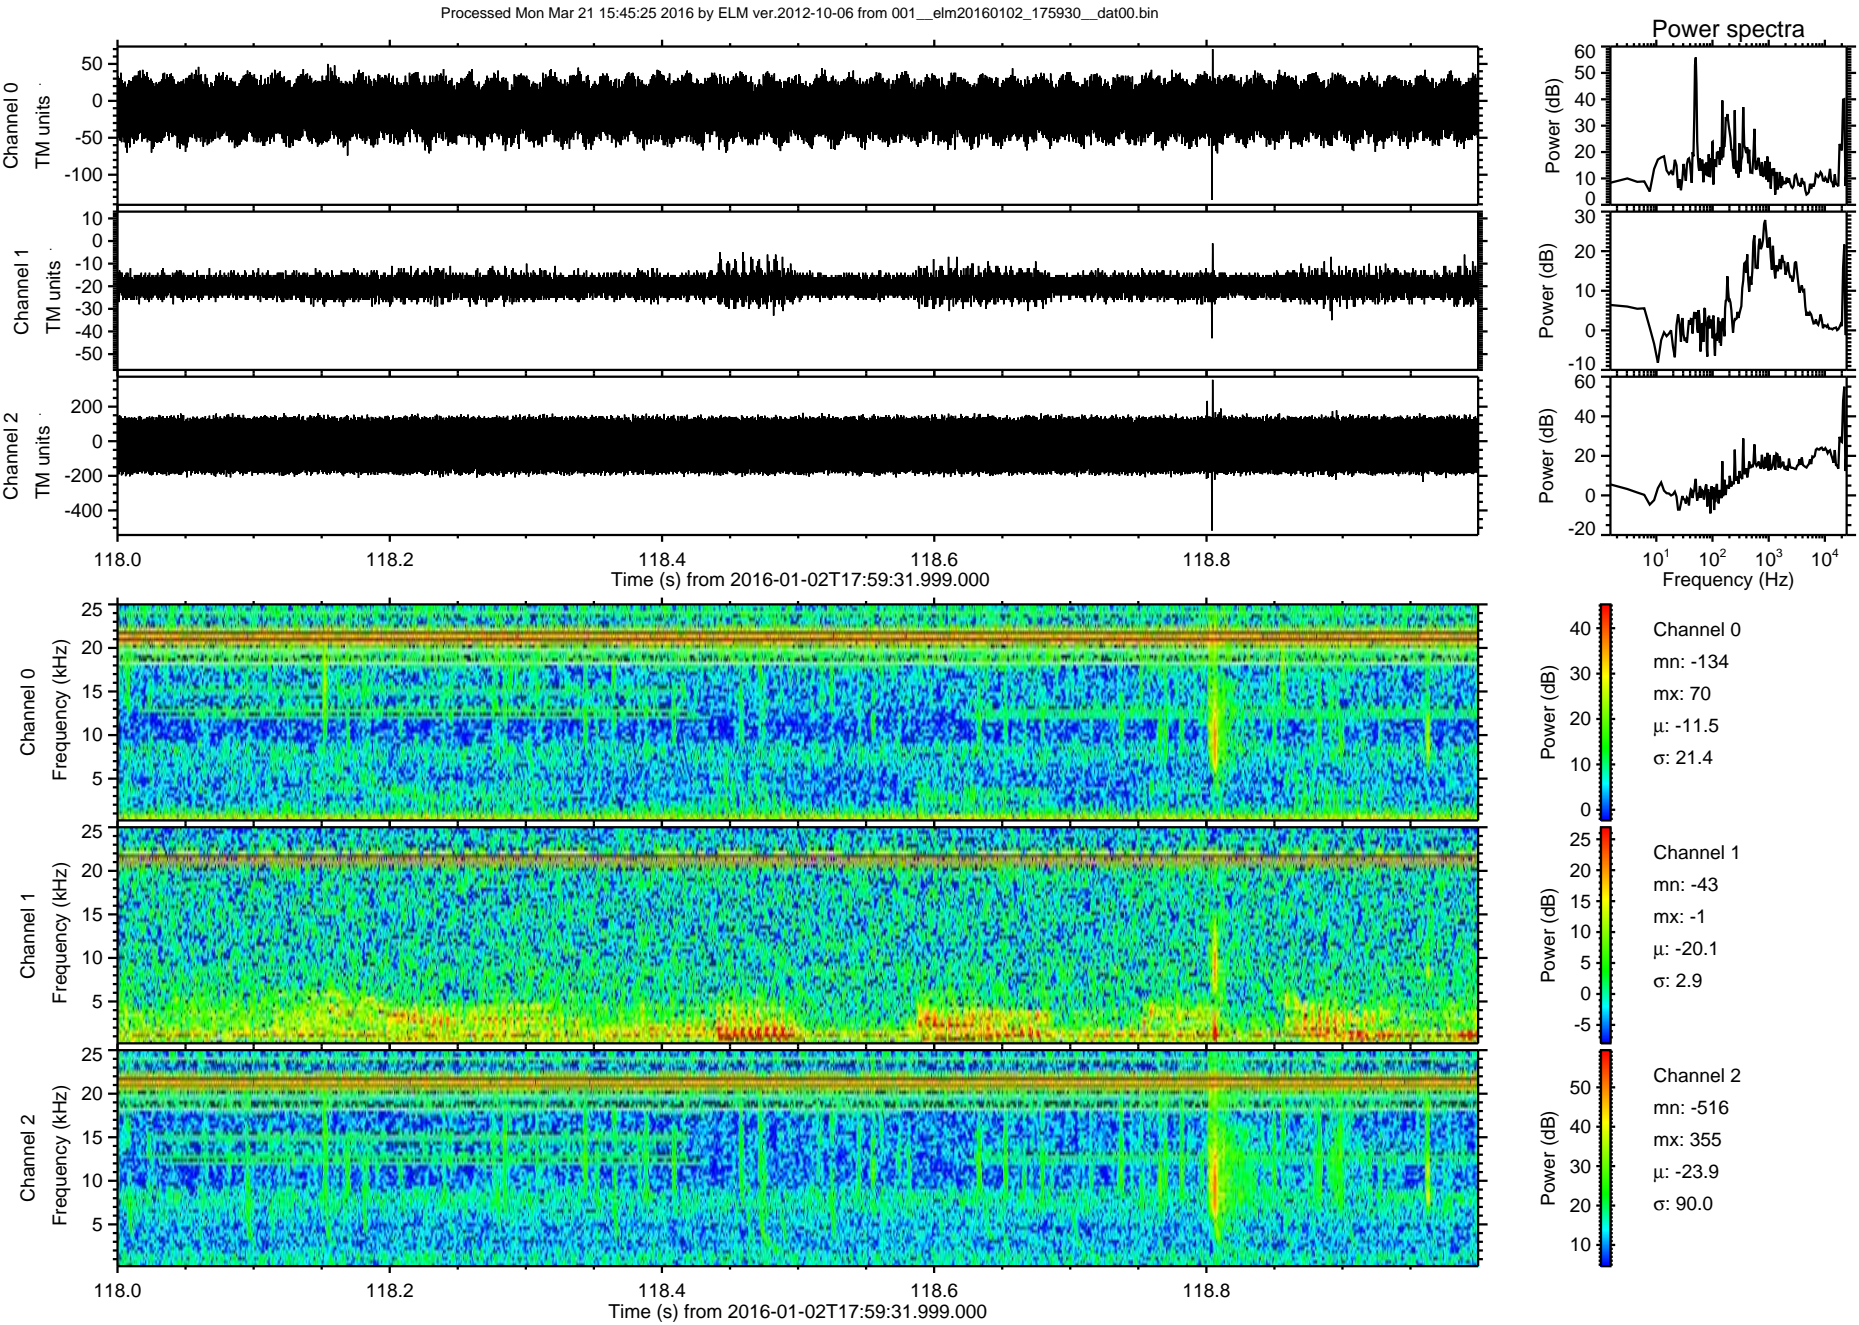 Processed Mon Mar 21 15:45:25 2016 by ELM ver.2012-10-06 from 001__elm20160102_175930__dat00.bin
Power spectra
Channel 0
TM units
50
0
-50
-100
Power (dB)
60
50
40
30
20
10
0
Channel 1
TM units
10
0
-10
-20
-30
-40
-50
Power (dB)
30
20
10
0
-10
Channel 2
TM units
200
0
-200
-400
Power (dB)
60
40
20
0
-20
118.0 118.2 118.4 118.6 118.8
Time (s) from 2016-01-02T17:59:31.999.000
10¹ 10² 10³ 10⁴
Frequency (Hz)
Channel 0
Frequency (kHz)
25
20
15
10
5
Power (dB)
40
30
20
10
0
Channel 0
mn: -134
mx: 70
μ: -11.5
σ: 21.4
Channel 1
Frequency (kHz)
25
20
15
10
5
Power (dB)
25
20
15
10
5
0
-5
Channel 1
mn: -43
mx: -1
μ: -20.1
σ: 2.9
Channel 2
Frequency (kHz)
25
20
15
10
5
Power (dB)
50
40
30
20
10
Channel 2
mn: -516
mx: 355
μ: -23.9
σ: 90.0
118.0 118.2 118.4 118.6 118.8
Time (s) from 2016-01-02T17:59:31.999.000